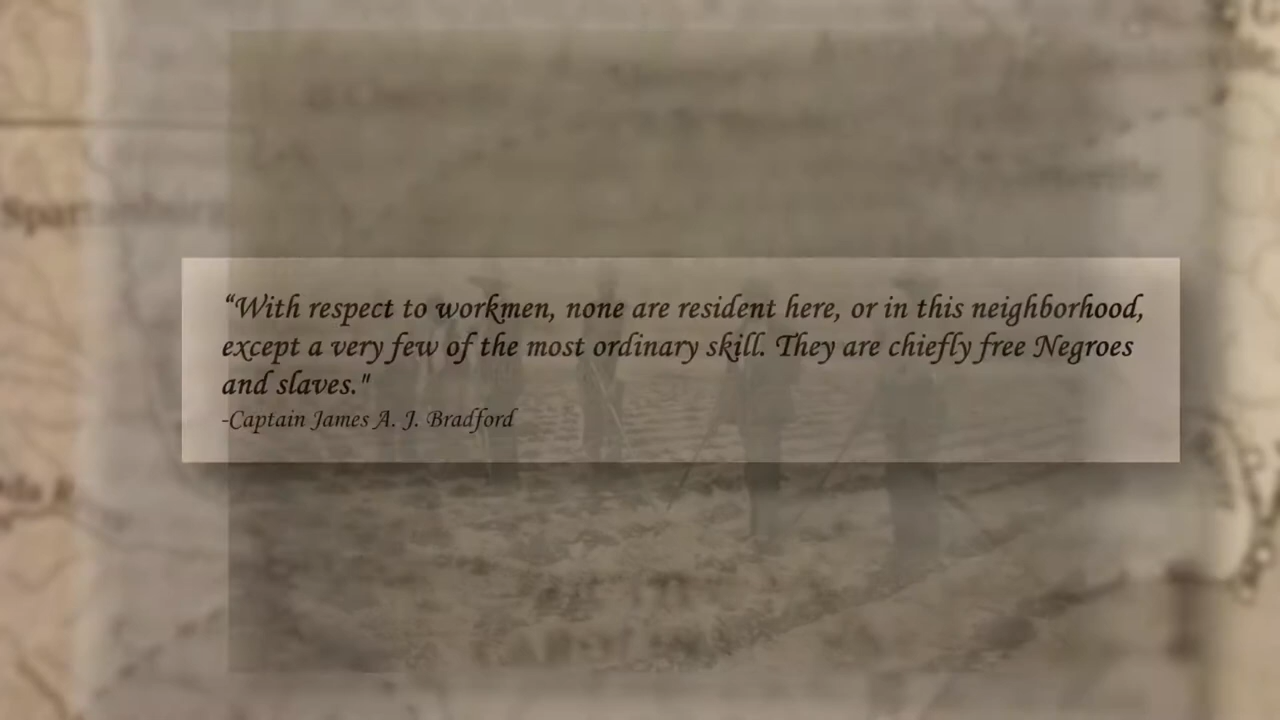 “With respect to workmen, none are resident here, or in this neighborhood,
except a very few of the most ordinary skill. They are chiefly free Negroes
and slaves."
-Captain James A. J. Bradford